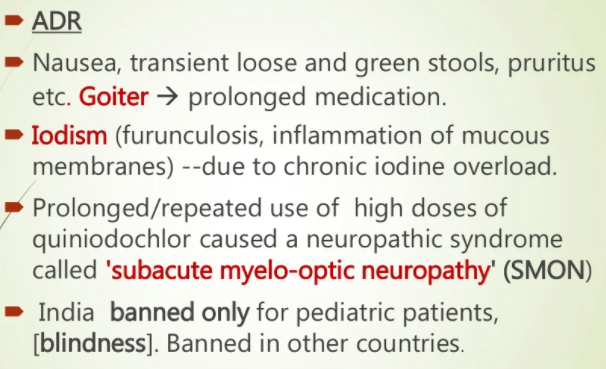 ADR
Nausea, transient loose and green stools, pruritus
etc. Goiter → prolonged medication.
Iodism (furunculosis, inflammation of mucous
membranes) --due to chronic iodine overload.
Prolonged/repeated use of high doses of
quiniodochlor caused a neuropathic syndrome
called 'subacute myelo-optic neuropathy' (SMON)
India banned only for pediatric patients,
[blindness]. Banned in other countries.